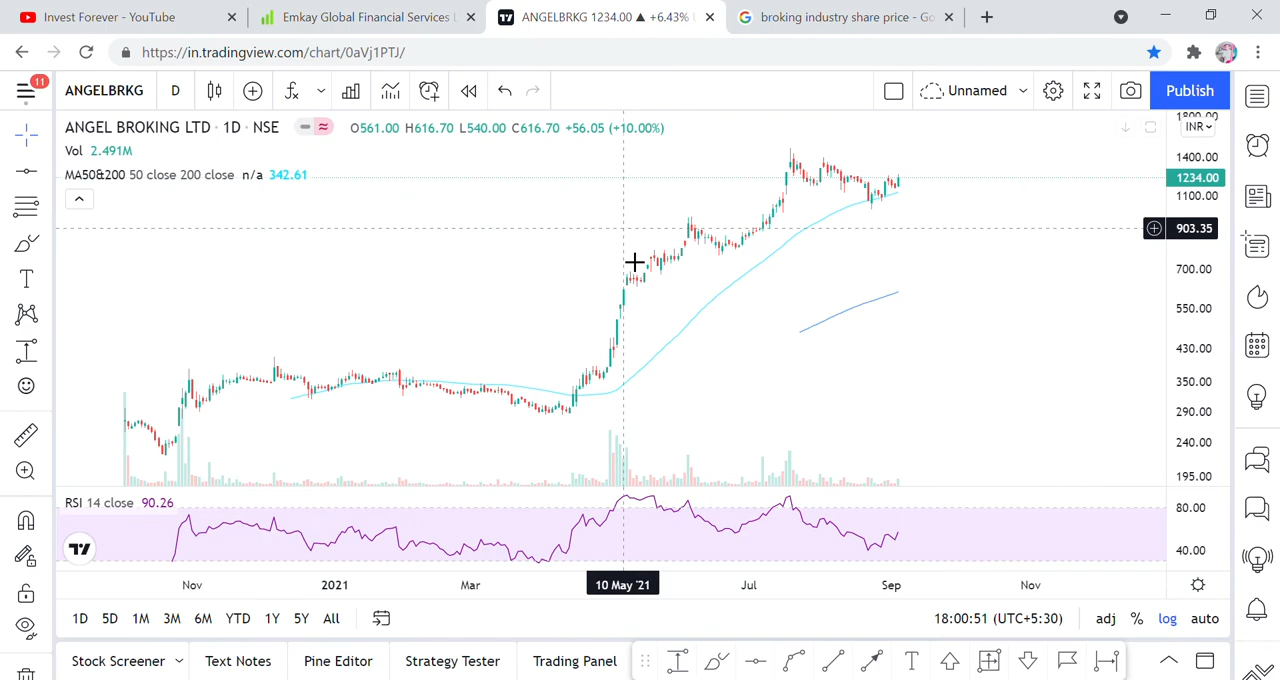 Invest Forever - YouTube
Emkay Global Financial Services L
ANGELBRKG 1234.00 ▲ +6.43%
broking industry share price - Go
https://in.tradingview.com/chart/0aVj1PTJ/
11
ANGELBRKG D
Unnamed
Publish
ANGEL BROKING LTD · 1D · NSE
O561.00 H616.70 L540.00 C616.70 +56.05 (+10.00%)
Vol 2.491M
MA50&200 50 close 200 close n/a 342.61
1800.00
INR
1400.00
1234.00
1100.00
903.35
700.00
550.00
430.00
350.00
290.00
240.00
195.00
RSI 14 close 90.26
80.00
40.00
Nov 2021 Mar 10 May '21 Jul Sep Nov
1D 5D 1M 3M 6M YTD 1Y 5Y All
18:00:51 (UTC+5:30) adj % log auto
Stock Screener Text Notes Pine Editor Strategy Tester Trading Panel